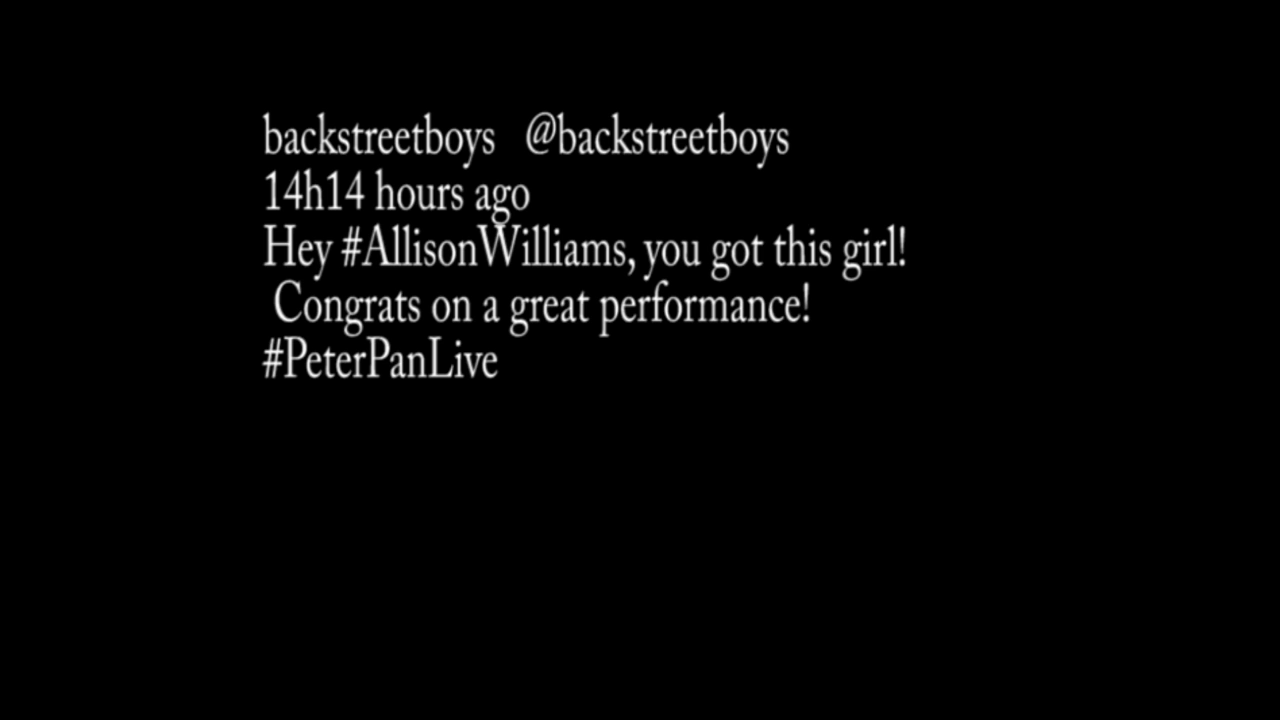 backstreetboys @backstreetboys
14h14 hours ago
Hey #AllisonWilliams, you got this girl!
Congrats on a great performance!
#PeterPanLive